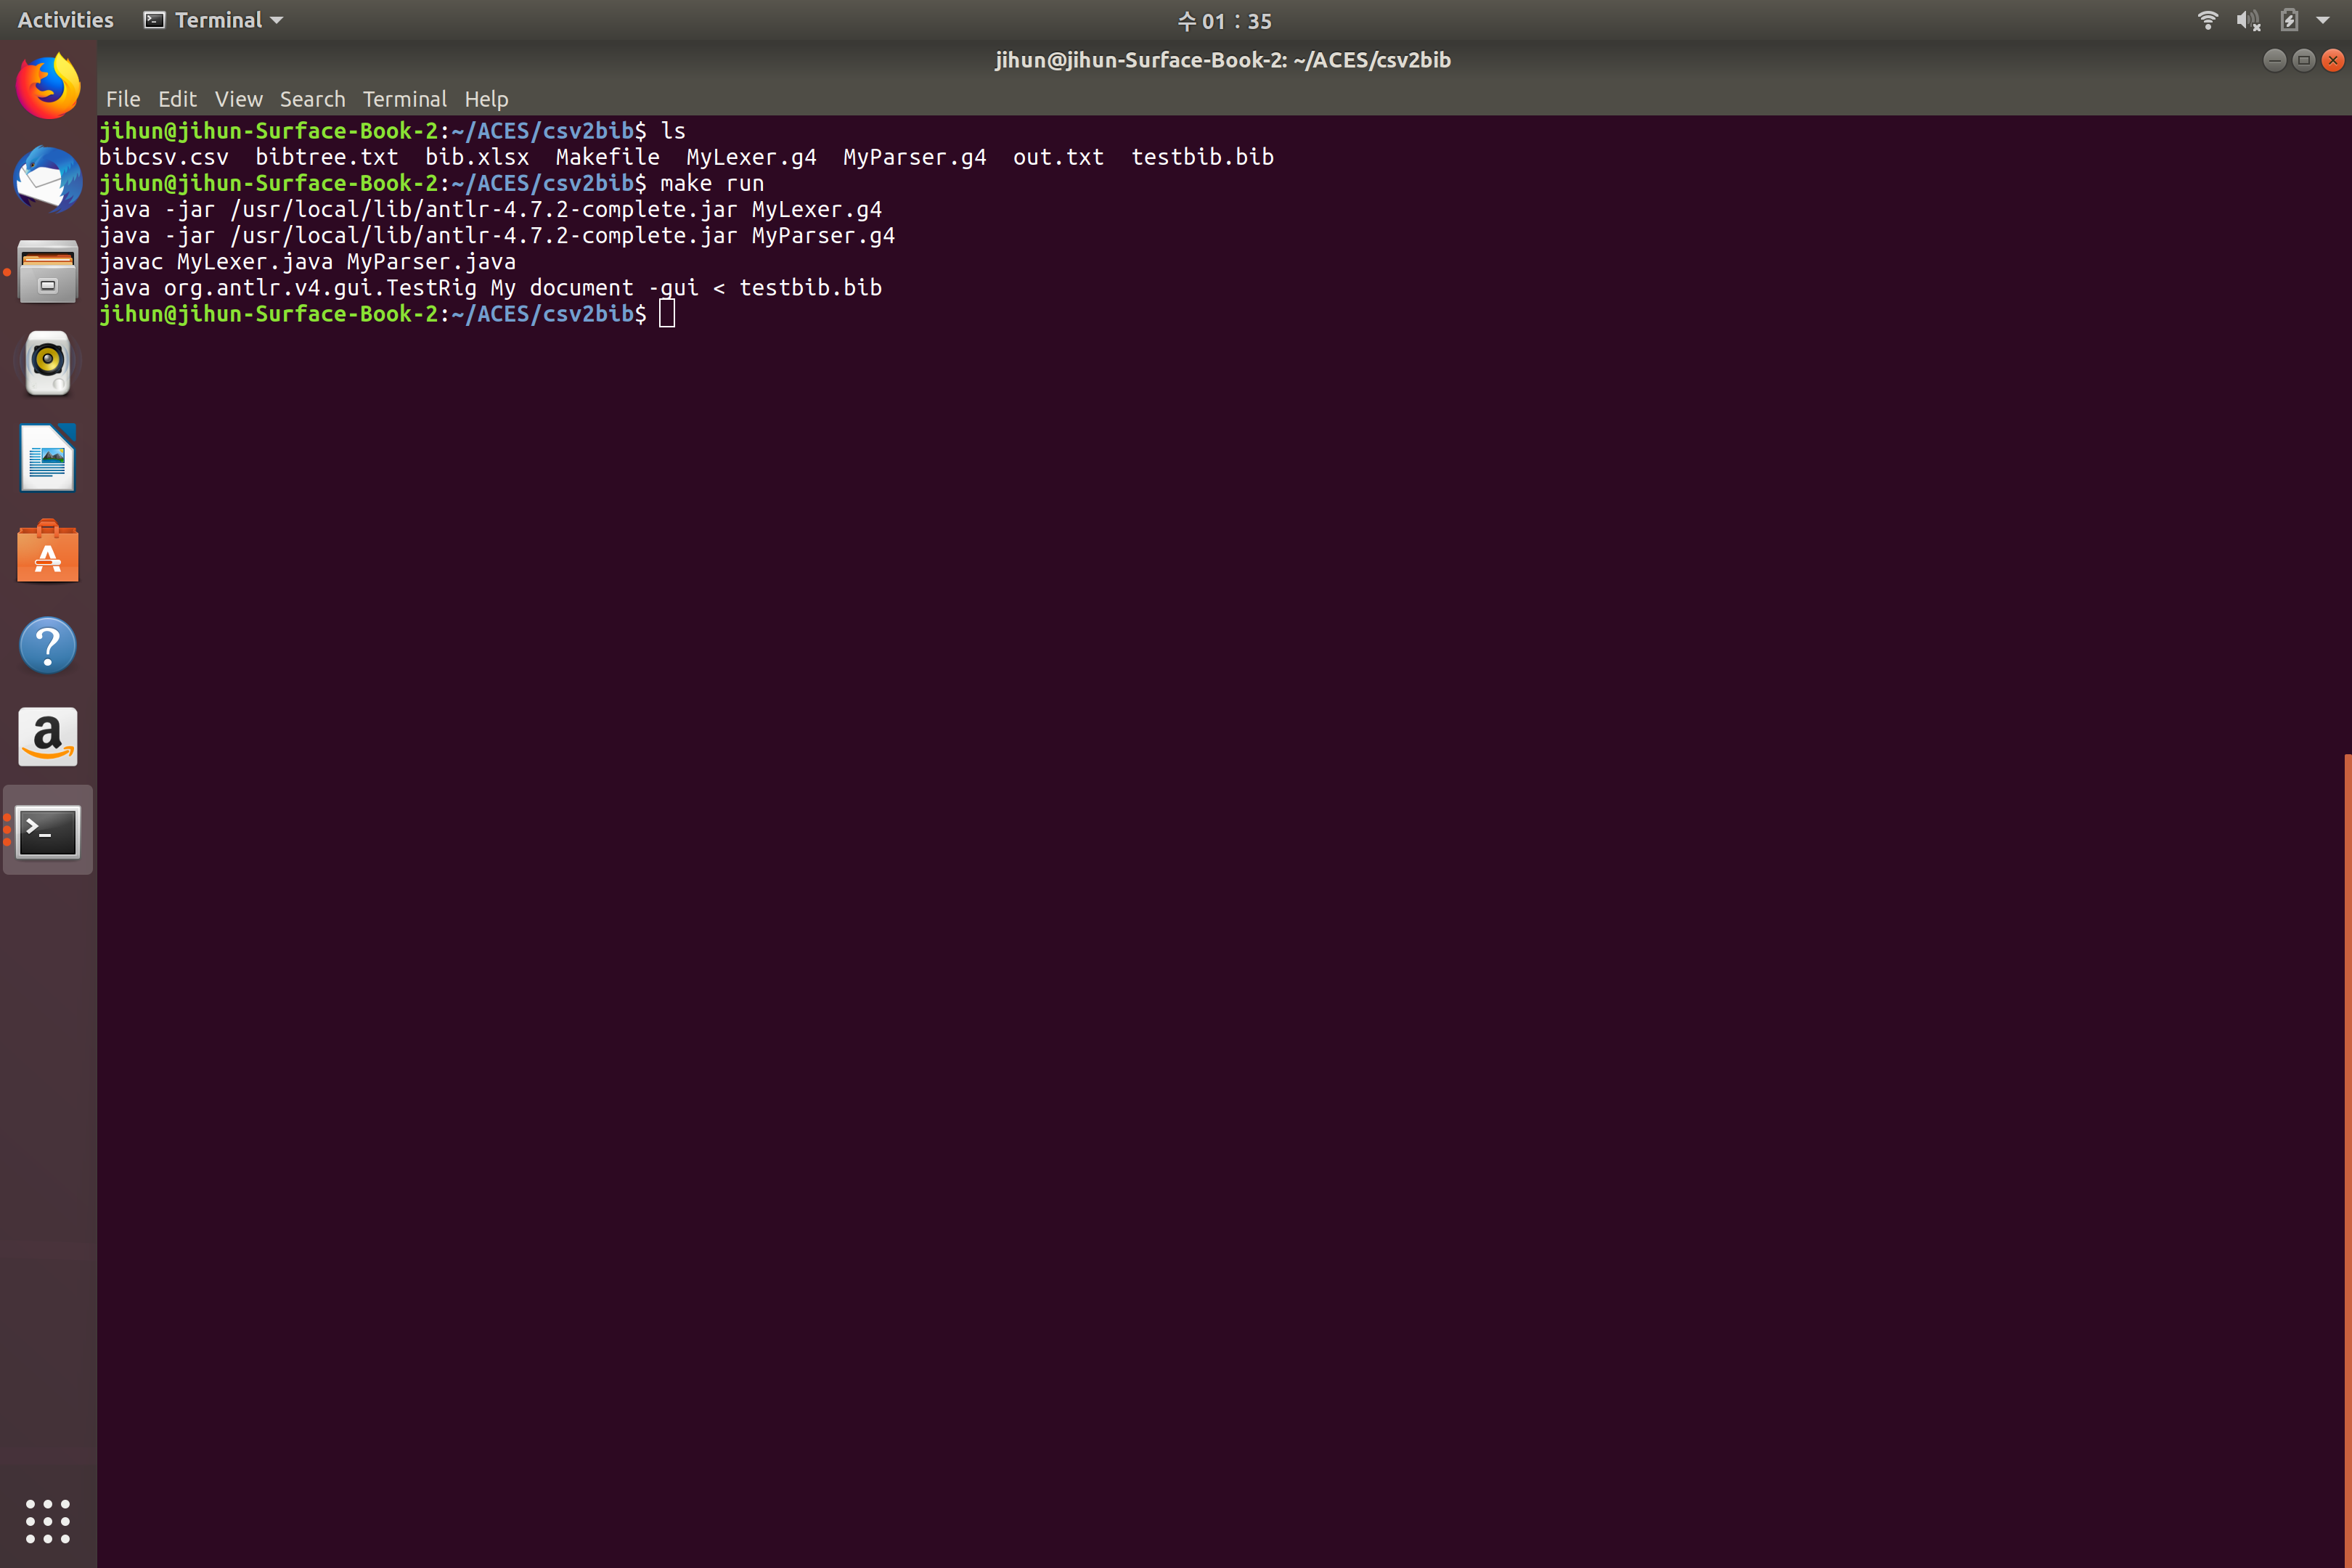 Activities Terminal 수 01 : 35
jihun@jihun-Surface-Book-2: ~/ACES/csv2bib
File Edit View Search Terminal Help
jihun@jihun-Surface-Book-2:~/ACES/csv2bib$ ls
bibcsv.csv bibtree.txt bib.xlsx Makefile MyLexer.g4 MyParser.g4 out.txt testbib.bib
jihun@jihun-Surface-Book-2:~/ACES/csv2bib$ make run
java -jar /usr/local/lib/antlr-4.7.2-complete.jar MyLexer.g4
java -jar /usr/local/lib/antlr-4.7.2-complete.jar MyParser.g4
javac MyLexer.java MyParser.java
java org.antlr.v4.gui.TestRig My document -gui < testbib.bib
jihun@jihun-Surface-Book-2:~/ACES/csv2bib$